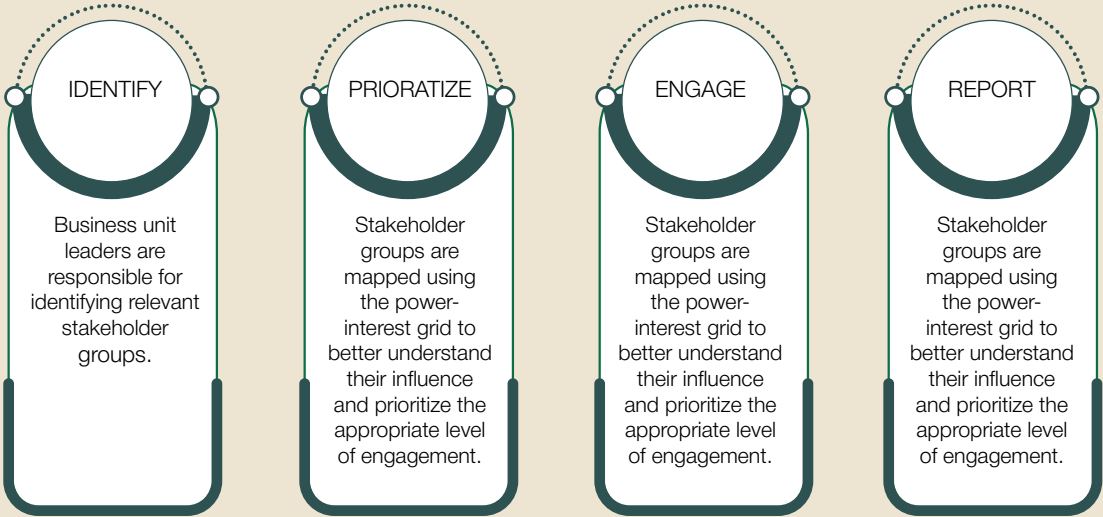 IDENTIFY
Business unit
leaders are
responsible for
identifying relevant
stakeholder
groups.
PRIORATIZE
Stakeholder
groups are
mapped using
the power-
interest grid to
better understand
their influence
and prioritize the
appropriate level
of engagement.
ENGAGE
Stakeholder
groups are
mapped using
the power-
interest grid to
better understand
their influence
and prioritize the
appropriate level
of engagement.
REPORT
Stakeholder
groups are
mapped using
the power-
interest grid to
better understand
their influence
and prioritize the
appropriate level
of engagement.